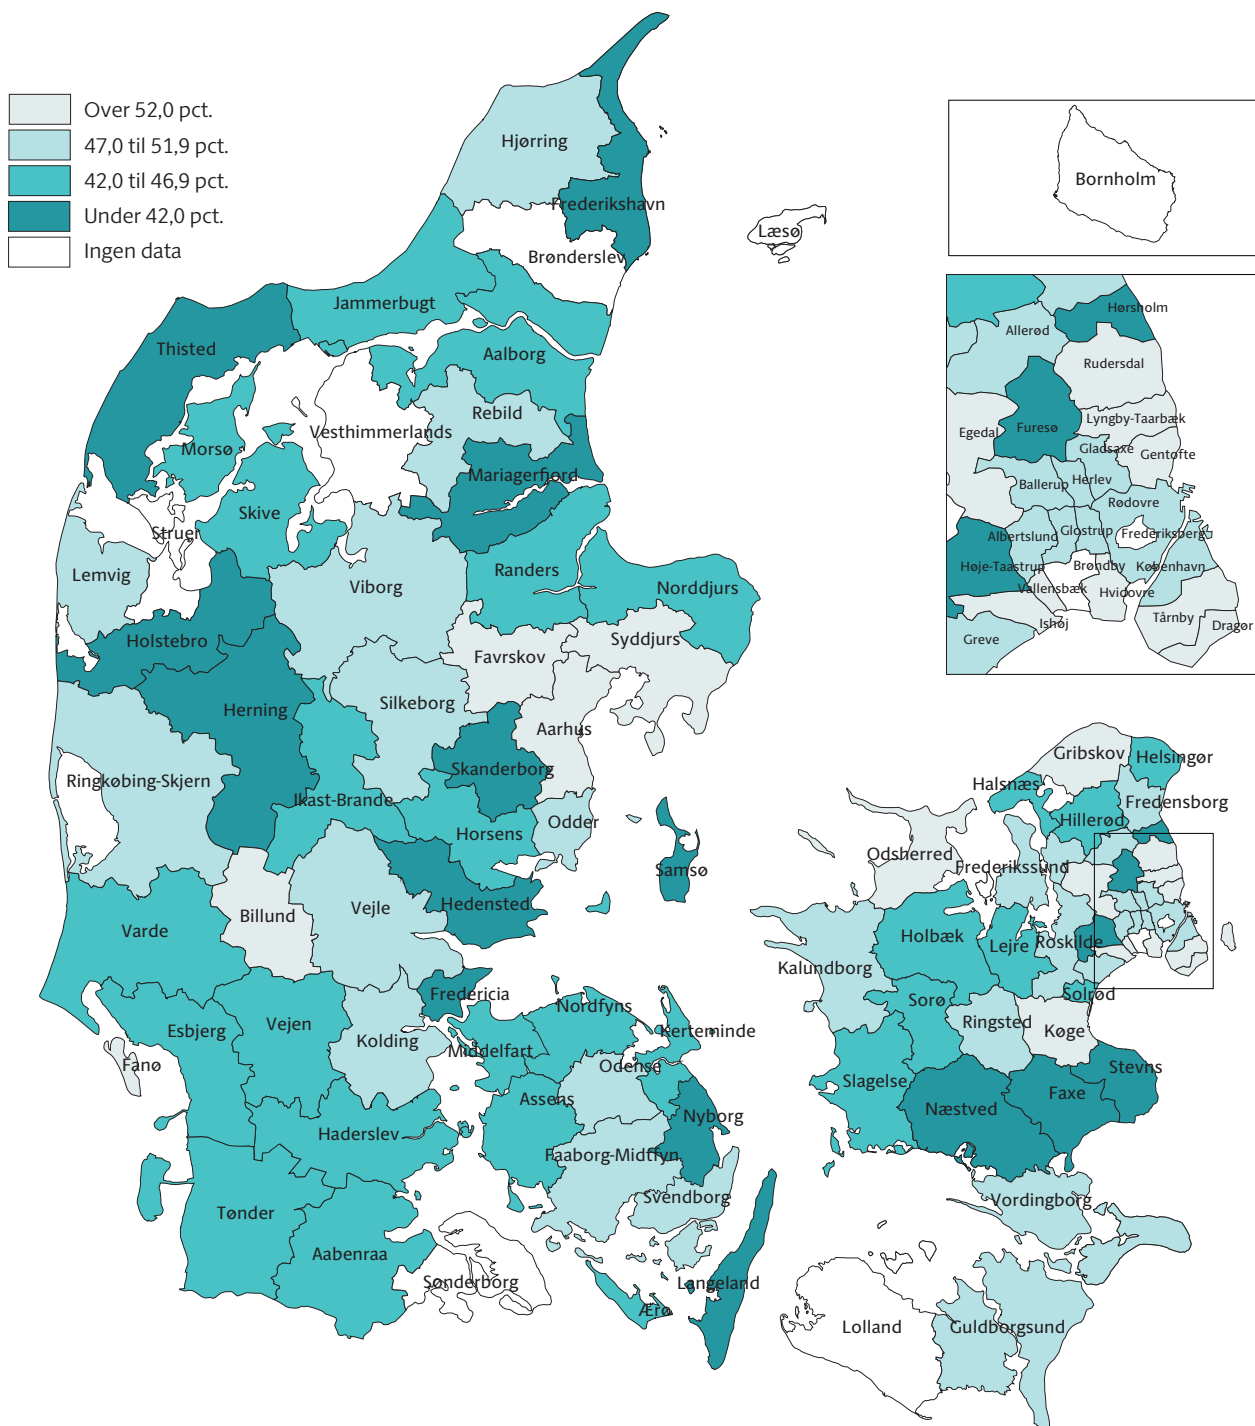 Over 52,0 pct.
47,0 til 51,9 pct.
42,0 til 46,9 pct.
Under 42,0 pct.
Ingen data
Hjørring
Frederikshavn
Læsø
Brønderslev
Jammerbugt
Thisted
Aalborg
Rebild
Vesthimmerlands
Morsø
Mariagerfjord
Skive
Struer
Lemvig
Viborg
Randers
Norddjurs
Holstebro
Favrskov
Syddjurs
Silkeborg
Herning
Aarhus
Skanderborg
Ringkøbing-Skjern
Ikast-Brande
Horsens
Odder
Samsø
Hedensted
Billund
Vejle
Varde
Fredericia
Nordfyns
Esbjerg
Vejen
Kolding
Middelfart
Kerteminde
Odense
Fanø
Assens
Nyborg
Haderslev
Faaborg-Midtfyn
Svendborg
Tønder
Aabenraa
Sønderborg
Langeland
Ærø
Bornholm
Hørsholm
Allerød
Rudersdal
Egedal
Furesø
Lyngby-Taarbæk
Gladsaxe
Gentofte
Ballerup
Herlev
Rødovre
Albertslund
Glostrup
Frederiksberg
Høje-Taastrup
Brøndby
København
Vallensbæk
Hvidovre
Ishøj
Tårnby
Dragør
Greve
Gribskov
Helsingør
Halsnæs
Fredensborg
Hillerød
Odsherred
Frederikssund
Holbæk
Lejre
Roskilde
Kalundborg
Solrød
Sorø
Ringsted
Køge
Stevns
Slagelse
Næstved
Faxe
Vordingborg
Lolland
Guldborgsund